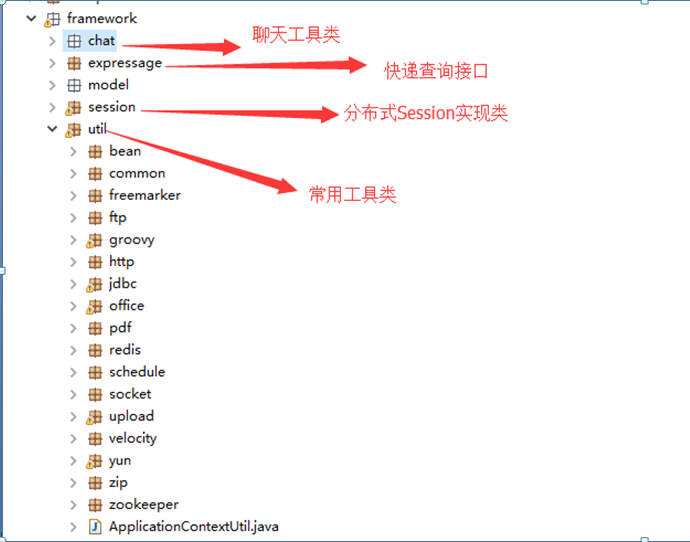 framework
chat
聊天工具类
expressage
快递查询接口
model
session
分布式Session实现类
util
常用工具类
bean
common
freemarker
ftp
groovy
http
jdbc
office
pdf
redis
schedule
socket
upload
velocity
yun
zip
zookeeper
ApplicationContextUtil.java